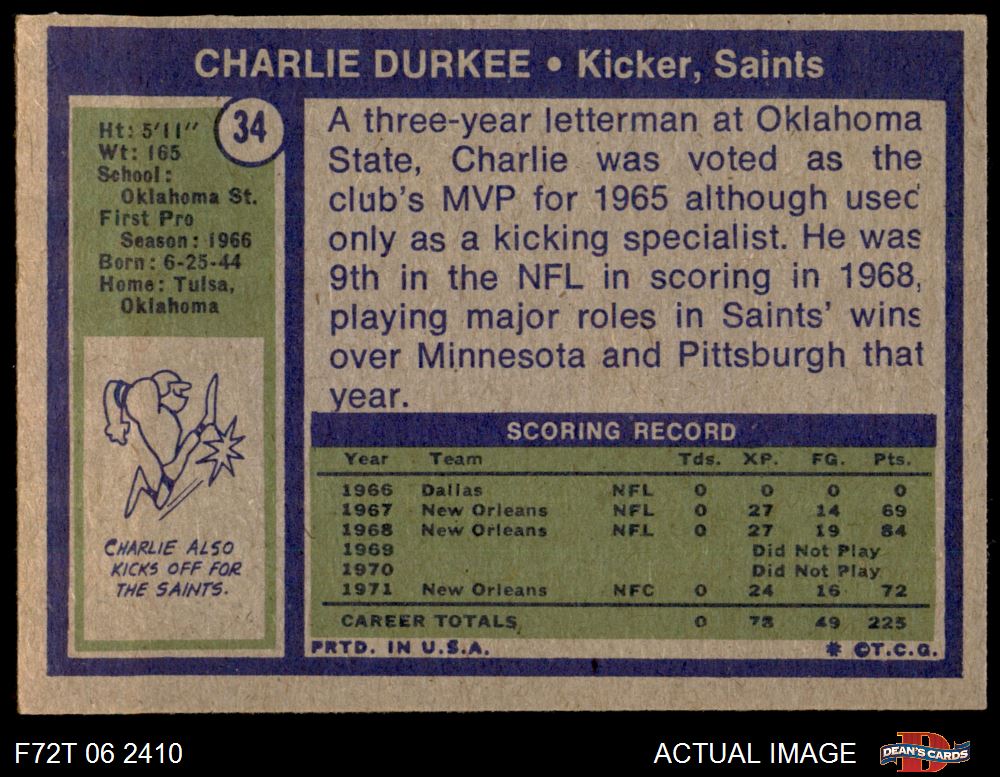 CHARLIE DURKEE • Kicker, Saints
34
Ht: 5'11"
Wt: 165
School:
Oklahoma St.
First Pro
Season: 1966
Born: 6-25-44
Home: Tulsa,
Oklahoma
CHARLIE ALSO
KICKS OFF FOR
THE SAINTS.
A three-year letterman at Oklahoma
State, Charlie was voted as the
club's MVP for 1965 although used
only as a kicking specialist. He was
9th in the NFL in scoring in 1968,
playing major roles in Saints' wins
over Minnesota and Pittsburgh that
year.
SCORING RECORD
Year Team Tds. XP. FG. Pts.
1966 Dallas NFL 0 0 0 0
1967 New Orleans NFL 0 27 14 69
1968 New Orleans NFL 0 27 19 84
1969 Did Not Play
1970 Did Not Play
1971 New Orleans NFC 0 24 16 72
CAREER TOTALS 0 78 49 225
PRTD. IN U.S.A. * ©T.C.G.
F72T 06 2410 ACTUAL IMAGE D DEAN'S CARDS